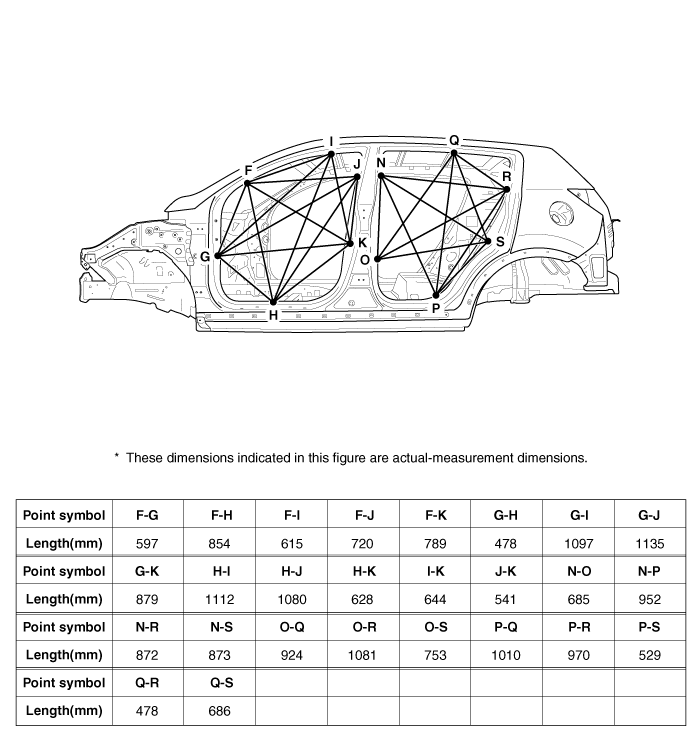 I
Q
F
J
N
R
G
K
O
S
H
P
* These dimensions indicated in this figure are actual-measurement dimensions.
Point symbol F-G F-H F-I F-J F-K G-H G-I G-J
Length(mm) 597 854 615 720 789 478 1097 1135
Point symbol G-K H-I H-J H-K I-K J-K N-O N-P
Length(mm) 879 1112 1080 628 644 541 685 952
Point symbol N-R N-S O-Q O-R O-S P-Q P-R P-S
Length(mm) 872 873 924 1081 753 1010 970 529
Point symbol Q-R Q-S
Length(mm) 478 686